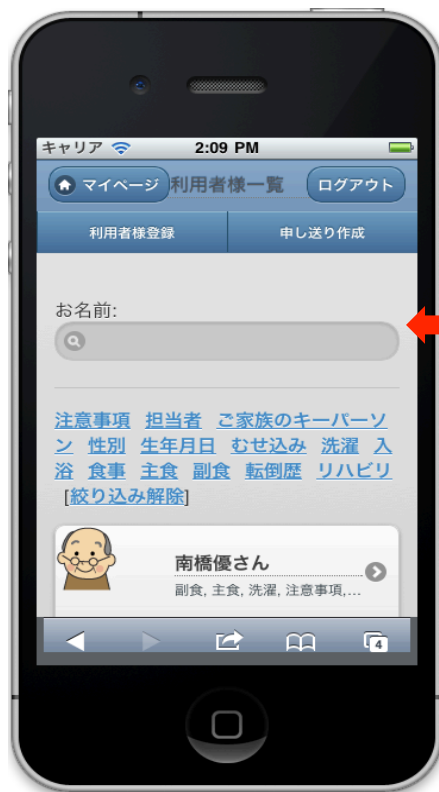 キャリア 2:09 PM
マイページ 利用者様一覧 ログアウト
利用者様登録 申し送り作成
お名前:
注意事項 担当者 ご家族のキーパーソ
ン 性別 生年月日 むせ込み 洗濯 入
浴 食事 主食 副食 転倒歴 リハビリ
[絞り込み解除]
南橋優さん
副食, 主食, 洗濯, 注意事項,...
4